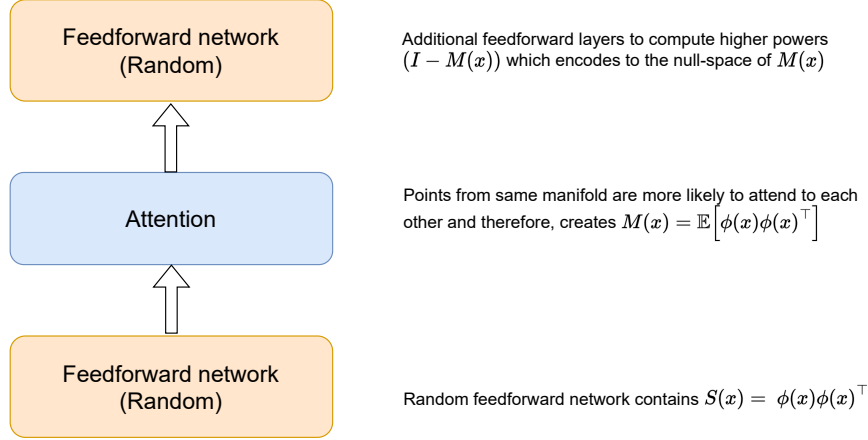 Feedforward network
(Random)
Additional feedforward layers to compute higher powers
(I − M(x)) which encodes to the null-space of M(x)
Attention
Points from same manifold are more likely to attend to each
other and therefore, creates M(x) = 𝔼[ϕ(x)ϕ(x)^⊤]
Feedforward network
(Random)
Random feedforward network contains S(x) = ϕ(x)ϕ(x)^⊤